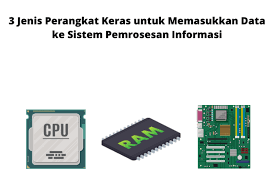 3 Jenis Perangkat Keras untuk Memasukkan Data
ke Sistem Pemrosesan Informasi
CPU
RAM